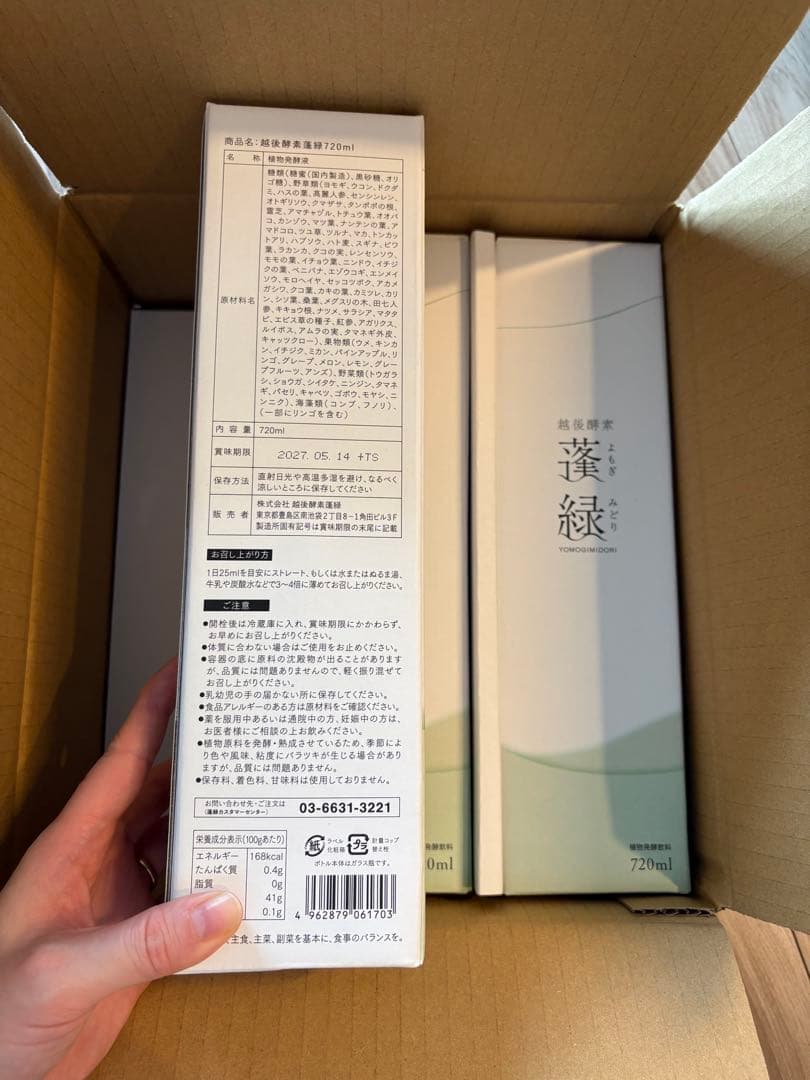 商品名：越後酵素蓬緑720ml
名　称 植物発酵液
原材料名
糖類(糖蜜(国内製造)、黒砂糖、オリ
ゴ糖)、野草類(ヨモギ、ウコン、ドクダ
ミ、ハスの葉、高麗人参、センシンレン、
オトギリソウ、クマザサ、タンポポの根、
霊芝、アマチャヅル、トチュウ葉、オオバ
コ、カンゾウ、マツ葉、ナンテンの葉、ア
マドコロ、ツユ草、ツルナ、マカ、トンカッ
トアリ、ハブソウ、ハト麦、スギナ、ビワ
葉、ラカンカ、クコの実、レンセンソウ、
モモの葉、イチョウ葉、ニンドウ、イチジ
クの葉、ベニバナ、エゾウコギ、エンメイ
ソウ、モロヘイヤ、セッコツボク、アカメ
ガシワ、クコ葉、カキの葉、カミツレ、カリ
ン、シソ葉、桑葉、メグスリの木、田七人
参、キキョウ根、ナツメ、サラシア、マタタ
ビ、エビス草の種子、紅参、アガリクス、
ルイボス、アムラの実、タマネギ外皮、
キャッツクロー)、果物類(ウメ、キンカ
ン、イチジク、ミカン、パインアップル、リ
ンゴ、グレープ、メロン、レモン、グレー
プフルーツ、アンズ)、野菜類(トウガラ
シ、ショウガ、シイタケ、ニンジン、タマネ
ギ、パセリ、キャベツ、ゴボウ、モヤシ、ニ
ンニク)、海藻類(コンブ、フノリ)、
(一部にリンゴを含む)
内 容 量 720ml
賞味期限 2027. 05. 14 +TS
保存方法 直射日光や高温多湿を避け、なるべく
涼しいところに保存してください
販 売 者 株式会社 越後酵素蓬緑
東京都豊島区南池袋2丁目8-1角田ビル3F
製造所固有記号は賞味期限の末尾に記載
お召し上がり方
1日25mlを目安にストレート、もしくは水またはぬるま湯、
牛乳や炭酸水などで3〜4倍に薄めてお召し上がりください。
ご注意
●開栓後は冷蔵庫に入れ、賞味期限にかかわらず、
お早めにお召し上がりください。
●体質に合わない場合はご使用をお止めください。
●容器の底に原料の沈殿物が出ることがあります
が、品質には問題ありませんので、軽く振り混ぜて
お召し上がりください。
●乳幼児の手の届かない所に保存してください。
●食品アレルギーのある方は原材料をご確認ください。
●薬を服用中あるいは通院中の方、妊娠中の方は、
お医者様にご相談の上お飲みください。
●植物原料を発酵・熟成させているため、季節によ
り色や風味、粘度にバラツキが生じる場合があり
ますが、品質には問題ありません。
●保存料、着色料、甘味料は使用しておりません。
お問い合わせ先・ご注文は
(蓬緑カスタマーセンター)
03-6631-3221
栄養成分表示(100gあたり)
エネルギー 168kcal
たんぱく質 0.4g
脂質 0g
41g
0.1g
紙
ラベル
化粧箱
プラ
計量コップ
替え栓
ボトル本体はガラス瓶です。
4 962879 061703
主食、主菜、副菜を基本に、食事のバランスを。
発酵飲料
0ml
越後酵素
蓬緑
よもぎ
みどり
YOMOGIMIDORI
植物発酵飲料
720ml